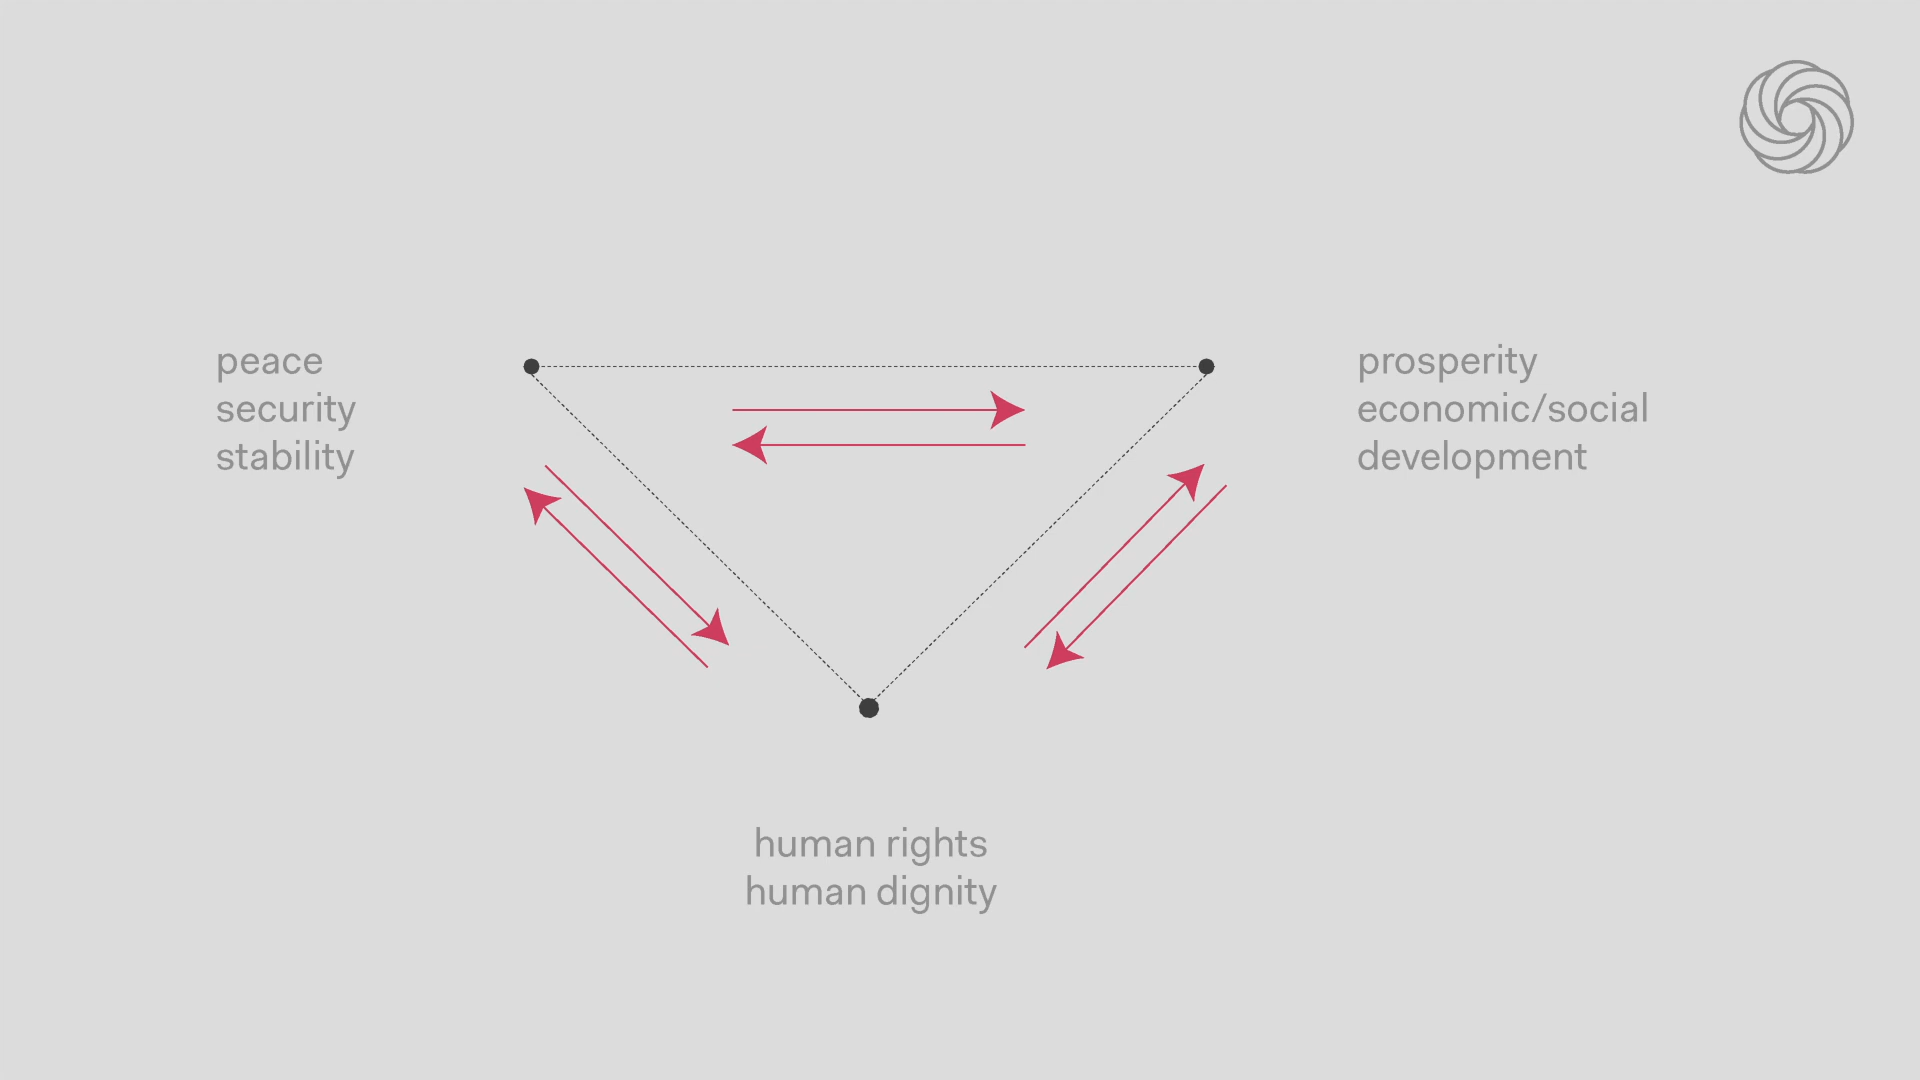 peace
security
stability
prosperity
economic/social
development
human rights
human dignity